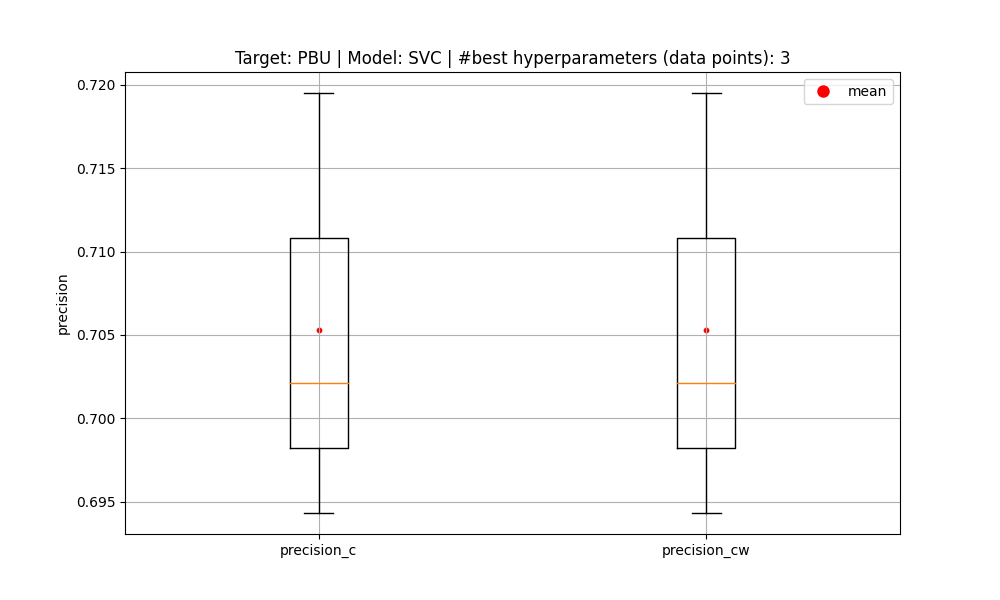 Target: PBU | Model: SVC | #best hyperparameters (data points): 3
mean
0.720
0.715
0.710
0.705
0.700
0.695
precision
precision_c
precision_cw